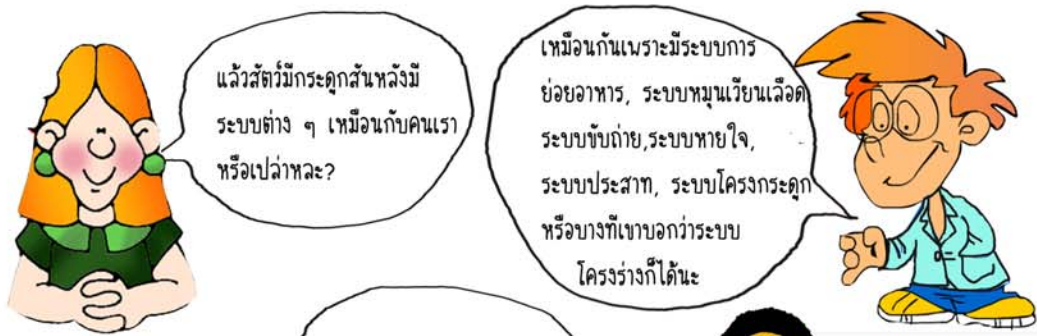 แล้วสัตว์มีกระดูกสันหลังมี
ระบบต่าง ๆ เหมือนกับคนเรา
หรือเปล่าหละ?
เหมือนกันเพราะมีระบบการ
ย่อยอาหาร, ระบบหมุนเวียนเลือด
ระบบขับถ่าย,ระบบหายใจ,
ระบบประสาท, ระบบโครงกระดูก
หรือบางทีเขาบอกว่าระบบ
โครงร่างก็ได้นะ